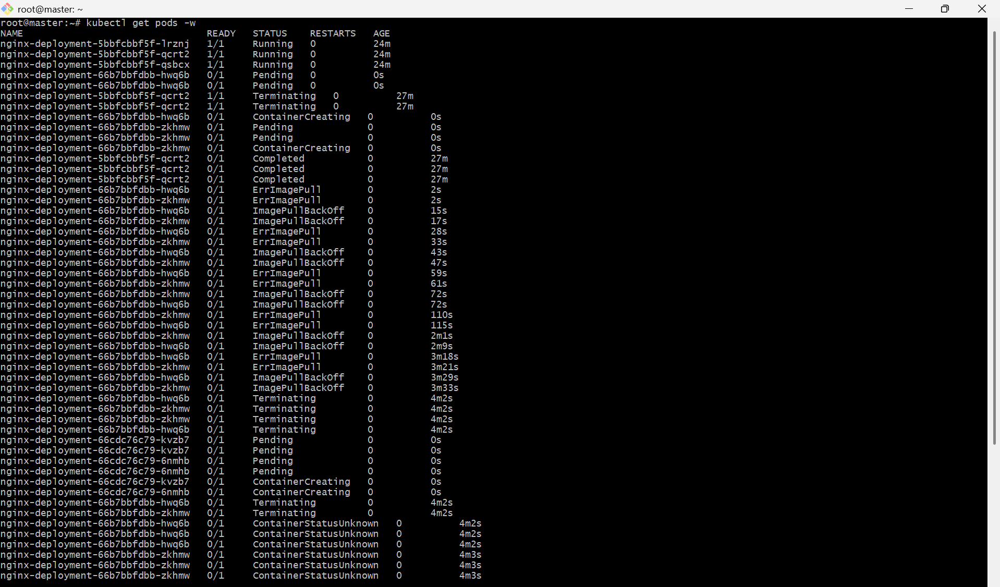 root@master: ~
root@master:~# kubectl get pods -w
NAME                                READY   STATUS    RESTARTS   AGE
nginx-deployment-5bbfcbbf5f-lrznj   1/1     Running   0          24m
nginx-deployment-5bbfcbbf5f-qcrt2   1/1     Running   0          24m
nginx-deployment-5bbfcbbf5f-qsbcx   1/1     Running   0          24m
nginx-deployment-66b7bbfdbb-hwq6b   0/1     Pending   0          0s
nginx-deployment-66b7bbfdbb-hwq6b   0/1     Pending   0          0s
nginx-deployment-5bbfcbbf5f-qcrt2   1/1     Terminating   0          27m
nginx-deployment-5bbfcbbf5f-qcrt2   1/1     Terminating   0          27m
nginx-deployment-66b7bbfdbb-hwq6b   0/1     ContainerCreating   0          0s
nginx-deployment-66b7bbfdbb-zkhmw   0/1     Pending             0          0s
nginx-deployment-66b7bbfdbb-zkhmw   0/1     Pending             0          0s
nginx-deployment-66b7bbfdbb-zkhmw   0/1     ContainerCreating   0          0s
nginx-deployment-5bbfcbbf5f-qcrt2   0/1     Completed           0          27m
nginx-deployment-5bbfcbbf5f-qcrt2   0/1     Completed           0          27m
nginx-deployment-5bbfcbbf5f-qcrt2   0/1     Completed           0          27m
nginx-deployment-66b7bbfdbb-hwq6b   0/1     ErrImagePull        0          2s
nginx-deployment-66b7bbfdbb-zkhmw   0/1     ErrImagePull        0          2s
nginx-deployment-66b7bbfdbb-hwq6b   0/1     ImagePullBackOff    0          15s
nginx-deployment-66b7bbfdbb-zkhmw   0/1     ImagePullBackOff    0          17s
nginx-deployment-66b7bbfdbb-hwq6b   0/1     ErrImagePull        0          28s
nginx-deployment-66b7bbfdbb-zkhmw   0/1     ErrImagePull        0          33s
nginx-deployment-66b7bbfdbb-hwq6b   0/1     ImagePullBackOff    0          43s
nginx-deployment-66b7bbfdbb-zkhmw   0/1     ImagePullBackOff    0          47s
nginx-deployment-66b7bbfdbb-hwq6b   0/1     ErrImagePull        0          59s
nginx-deployment-66b7bbfdbb-zkhmw   0/1     ErrImagePull        0          61s
nginx-deployment-66b7bbfdbb-zkhmw   0/1     ImagePullBackOff    0          72s
nginx-deployment-66b7bbfdbb-hwq6b   0/1     ImagePullBackOff    0          72s
nginx-deployment-66b7bbfdbb-zkhmw   0/1     ErrImagePull        0          110s
nginx-deployment-66b7bbfdbb-hwq6b   0/1     ErrImagePull        0          115s
nginx-deployment-66b7bbfdbb-zkhmw   0/1     ImagePullBackOff    0          2m1s
nginx-deployment-66b7bbfdbb-hwq6b   0/1     ImagePullBackOff    0          2m9s
nginx-deployment-66b7bbfdbb-hwq6b   0/1     ErrImagePull        0          3m18s
nginx-deployment-66b7bbfdbb-zkhmw   0/1     ErrImagePull        0          3m21s
nginx-deployment-66b7bbfdbb-hwq6b   0/1     ImagePullBackOff    0          3m29s
nginx-deployment-66b7bbfdbb-zkhmw   0/1     ImagePullBackOff    0          3m33s
nginx-deployment-66b7bbfdbb-hwq6b   0/1     Terminating         0          4m2s
nginx-deployment-66b7bbfdbb-zkhmw   0/1     Terminating         0          4m2s
nginx-deployment-66b7bbfdbb-zkhmw   0/1     Terminating         0          4m2s
nginx-deployment-66b7bbfdbb-hwq6b   0/1     Terminating         0          4m2s
nginx-deployment-66cdc76c79-kvzb7   0/1     Pending             0          0s
nginx-deployment-66cdc76c79-kvzb7   0/1     Pending             0          0s
nginx-deployment-66cdc76c79-6nmhb   0/1     Pending             0          0s
nginx-deployment-66cdc76c79-6nmhb   0/1     Pending             0          0s
nginx-deployment-66cdc76c79-kvzb7   0/1     ContainerCreating   0          0s
nginx-deployment-66cdc76c79-6nmhb   0/1     ContainerCreating   0          0s
nginx-deployment-66b7bbfdbb-hwq6b   0/1     Terminating         0          4m2s
nginx-deployment-66b7bbfdbb-zkhmw   0/1     Terminating         0          4m2s
nginx-deployment-66b7bbfdbb-hwq6b   0/1     ContainerStatusUnknown   0          4m2s
nginx-deployment-66b7bbfdbb-hwq6b   0/1     ContainerStatusUnknown   0          4m2s
nginx-deployment-66b7bbfdbb-hwq6b   0/1     ContainerStatusUnknown   0          4m2s
nginx-deployment-66b7bbfdbb-zkhmw   0/1     ContainerStatusUnknown   0          4m3s
nginx-deployment-66b7bbfdbb-zkhmw   0/1     ContainerStatusUnknown   0          4m3s
nginx-deployment-66b7bbfdbb-zkhmw   0/1     ContainerStatusUnknown   0          4m3s